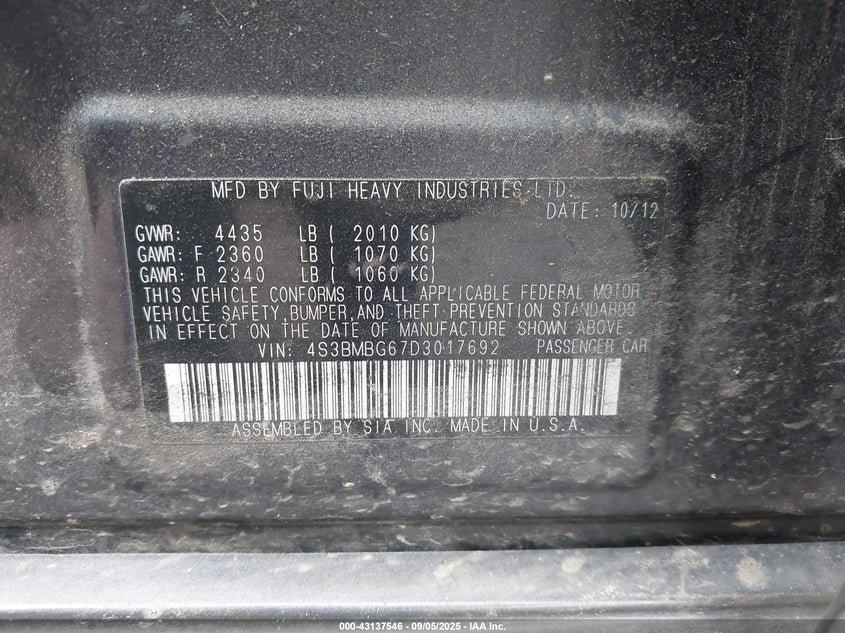 MFD BY FUJI HEAVY INDUSTRIES LTD.
DATE: 10/12
GVWR: 4435 LB ( 2010 KG)
GAWR: F 2360 LB ( 1070 KG)
GAWR: R 2340 LB ( 1060 KG)
THIS VEHICLE CONFORMS TO ALL APPLICABLE FEDERAL MOTOR
VEHICLE SAFETY,BUMPER,AND THEFT PREVENTION STANDARDS
IN EFFECT ON THE DATE OF MANUFACTURE SHOWN ABOVE.
VIN: 4S3BMBG67D3017692 PASSENGER CAR
ASSEMBLED BY SIA INC. MADE IN U.S.A.
000-43137546 - 09/05/2025 - IAA Inc.